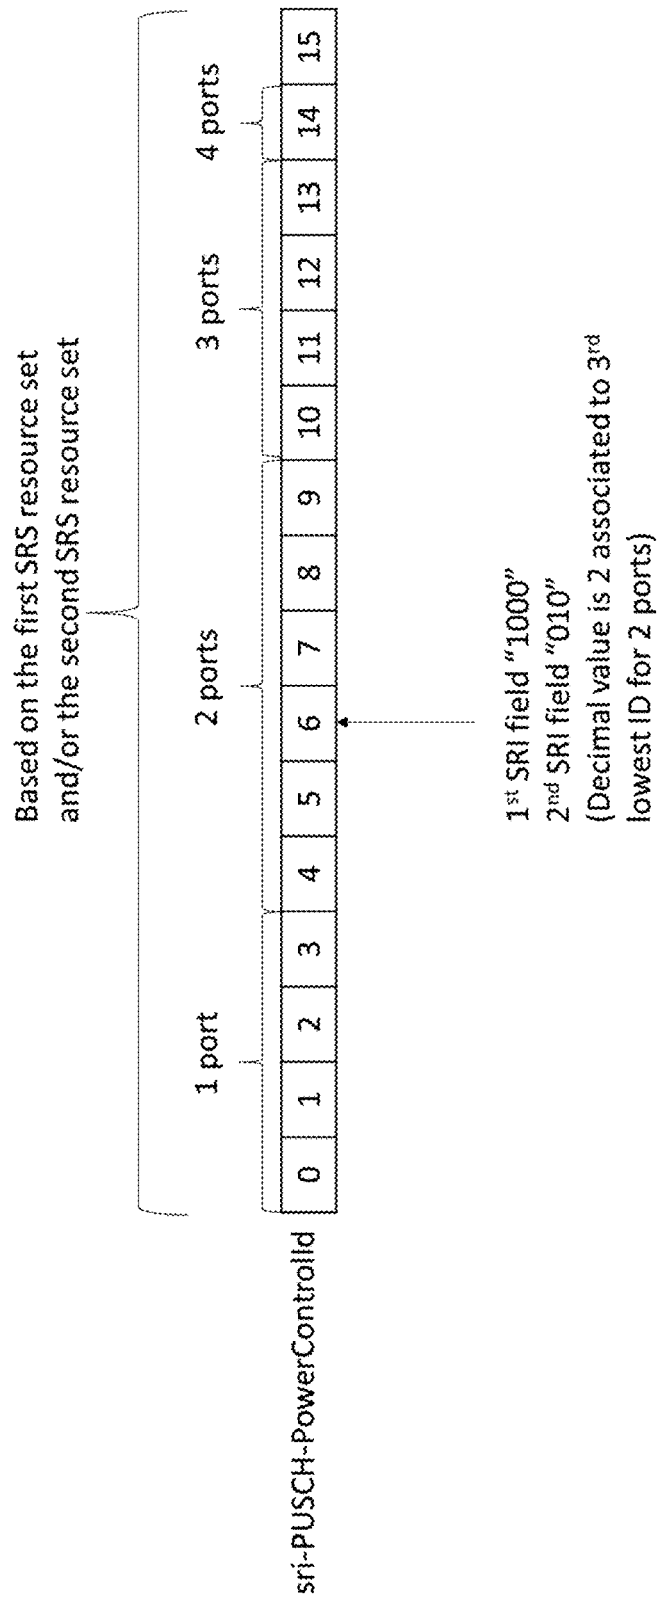 Based on the first SRS resource set
and/or the second SRS resource set
1 port
2 ports
3 ports
4 ports
sri-PUSCH-PowerControlId
0 1 2 3 4 5 6 7 8 9 10 11 12 13 14 15
1st SRI field “1000”
2nd SRI field “010”
(Decimal value is 2 associated to 3rd
lowest ID for 2 ports)